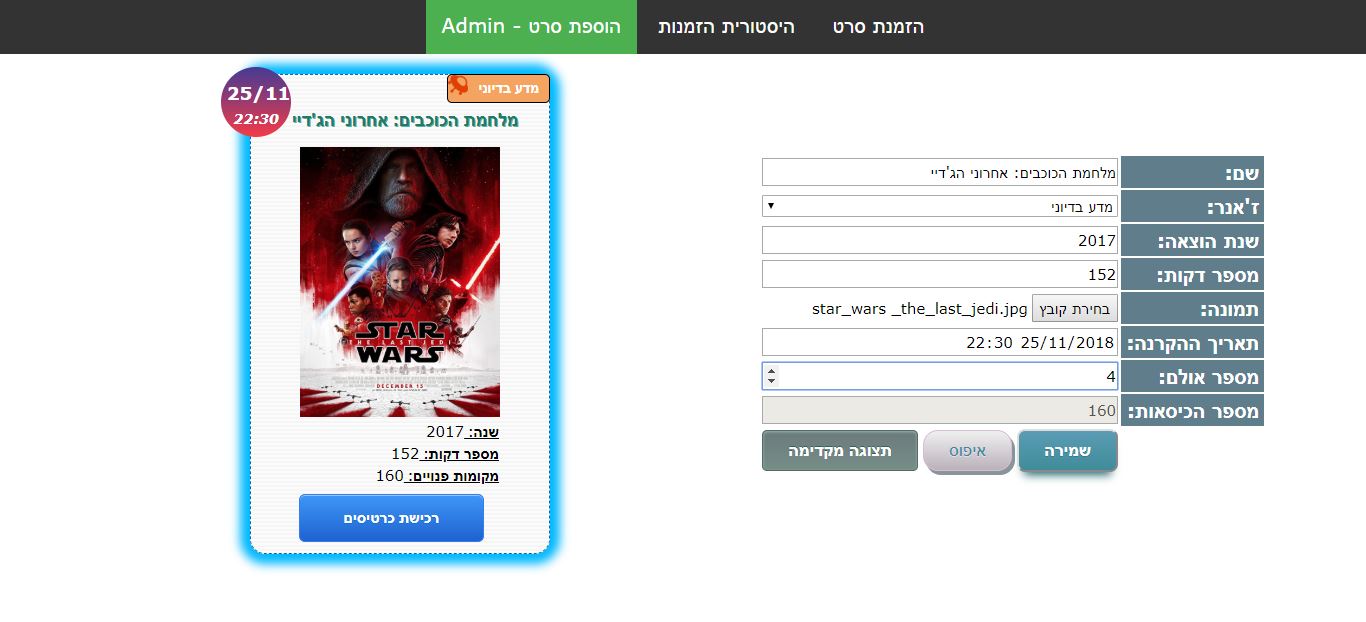 הזמנת סרט
היסטורית הזמנות
הוספת סרט - Admin
שם:
מלחמת הכוכבים: אחרוני הג'דיי
ז'אנר:
מדע בדיוני
שנת הוצאה:
2017
מספר דקות:
152
תמונה:
בחירת קובץ star_wars _the_last_jedi.jpg
תאריך ההקרנה:
22:30 25/11/2018
מספר אולם:
4
מספר הכיסאות:
160
שמירה
איפוס
תצוגה מקדימה
מדע בדיוני
25/11
22:30
מלחמת הכוכבים: אחרוני הג'דיי
STAR
THE LAST JEDI
WARS
DECEMBER 15
שנה: 2017
מספר דקות: 152
מקומות פנויים: 160
רכישת כרטיסים